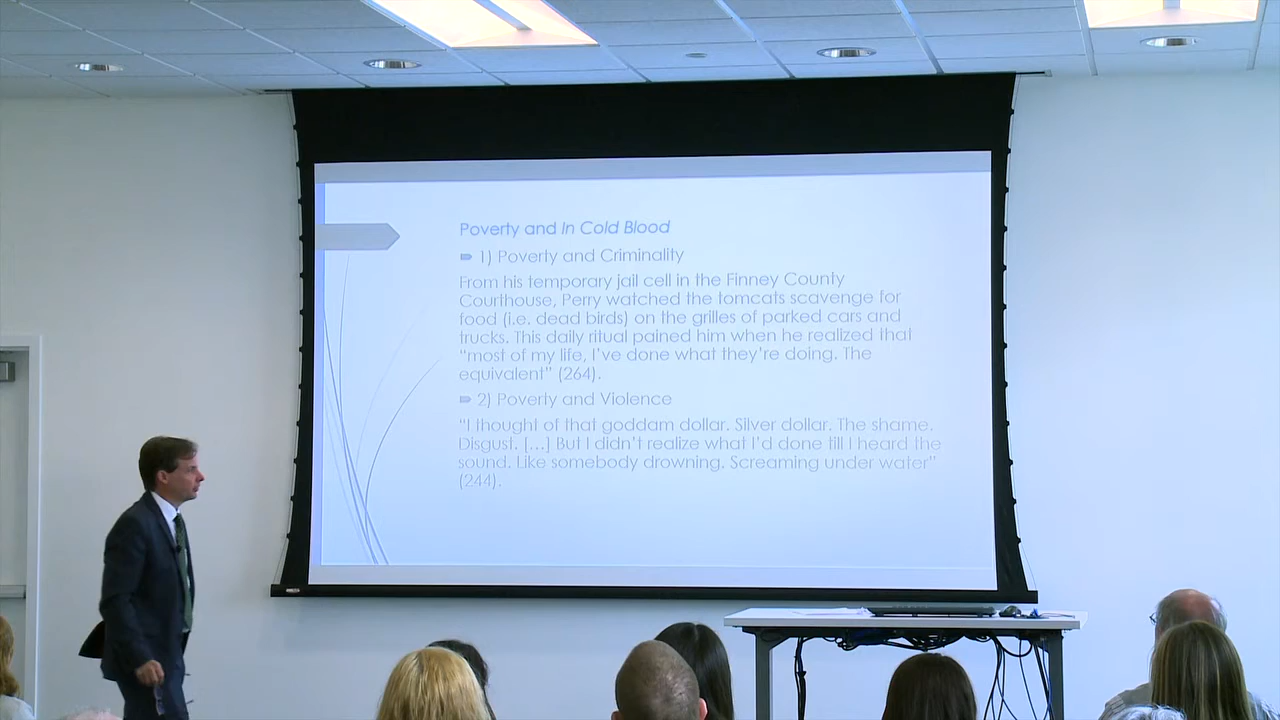 Poverty and In Cold Blood
1) Poverty and Criminality
From his temporary jail cell in the Finney County
Courthouse, Perry watched the tomcats scavenge for
food (i.e. dead birds) on the grilles of parked cars and
trucks. This daily ritual pained him when he realized that
“most of my life, I’ve done what they’re doing. The
equivalent” (264).
2) Poverty and Violence
“I thought of that goddam dollar. Silver dollar. The shame.
Disgust. […] But I didn’t realize what I’d done till I heard the
sound. Like somebody drowning. Screaming under water”
(244).